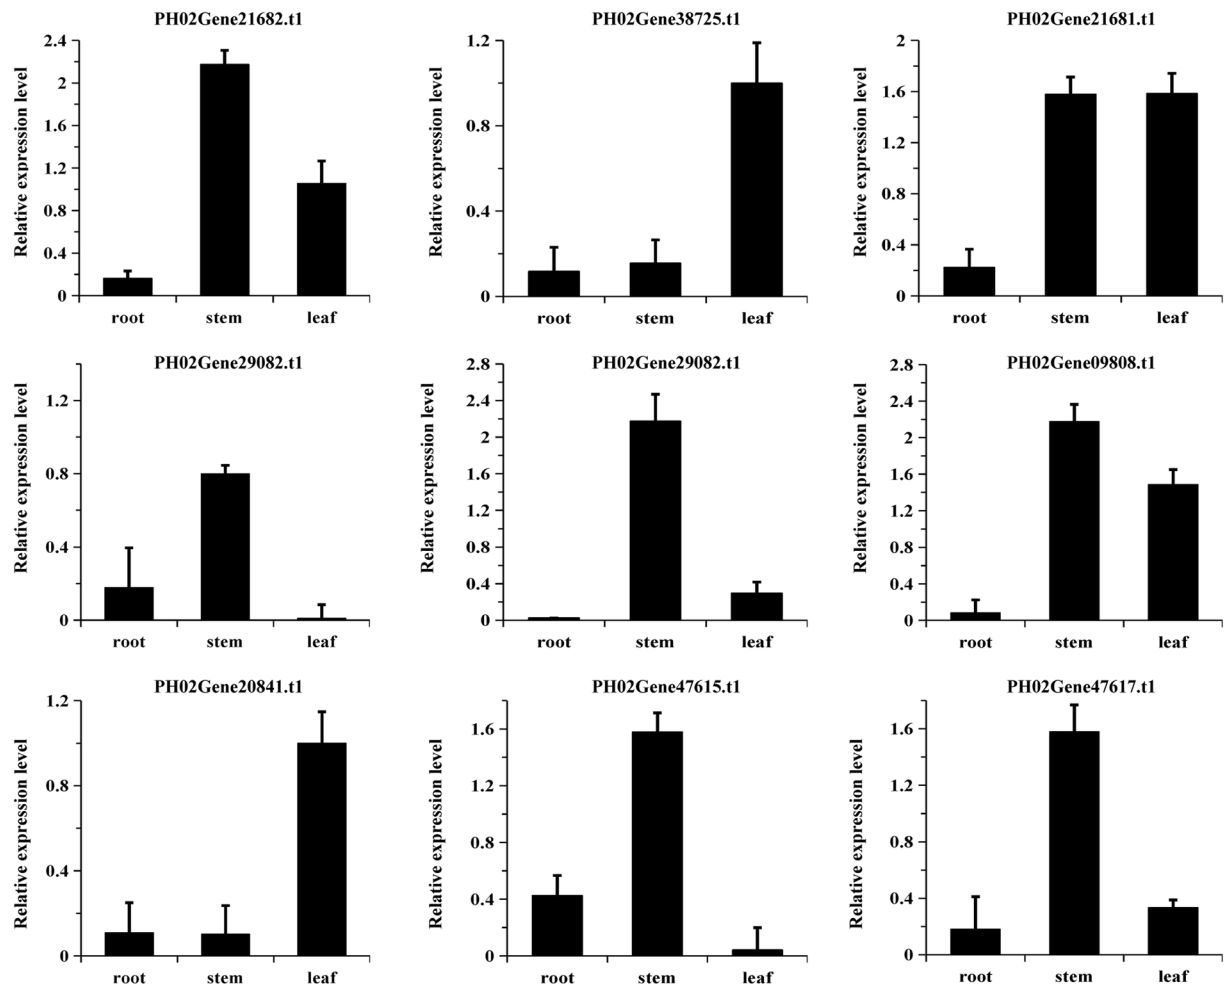 PH02Gene21682.t1
Relative expression level
2.4
2
1.6
1.2
0.8
0.4
0
root stem leaf
PH02Gene38725.t1
Relative expression level
1.2
0.8
0.4
0
root stem leaf
PH02Gene21681.t1
Relative expression level
2
1.6
1.2
0.8
0.4
0
root stem leaf
PH02Gene29082.t1
Relative expression level
1.2
0.8
0.4
0
root stem leaf
PH02Gene29082.t1
Relative expression level
2.8
2.4
2
1.6
1.2
0.8
0.4
0
root stem leaf
PH02Gene09808.t1
Relative expression level
2.8
2.4
2
1.6
1.2
0.8
0.4
0
root stem leaf
PH02Gene20841.t1
Relative expression level
1.2
0.8
0.4
0
root stem leaf
PH02Gene47615.t1
Relative expression level
1.6
1.2
0.8
0.4
0
root stem leaf
PH02Gene47617.t1
Relative expression level
1.6
1.2
0.8
0.4
0
root stem leaf